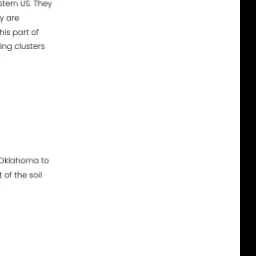 stern US. They
y are
his part of
ing clusters
Oklahoma to
t of the soil